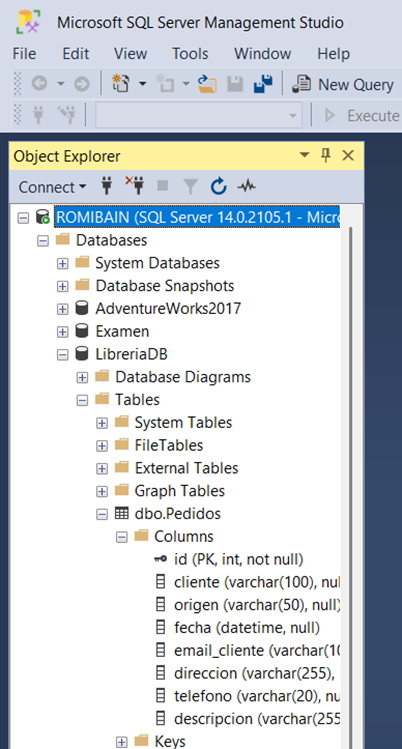 Microsoft SQL Server Management Studio
File Edit View Tools Window Help
New Query
Execute
Object Explorer
Connect
ROMIBAIN (SQL Server 14.0.2105.1 - Micro
Databases
System Databases
Database Snapshots
AdventureWorks2017
Examen
LibreriaDB
Database Diagrams
Tables
System Tables
FileTables
External Tables
Graph Tables
dbo.Pedidos
Columns
id (PK, int, not null)
cliente (varchar(100), nul
origen (varchar(50), null)
fecha (datetime, null)
email_cliente (varchar(10
direccion (varchar(255),
telefono (varchar(20), nu
descripcion (varchar(255
Keys